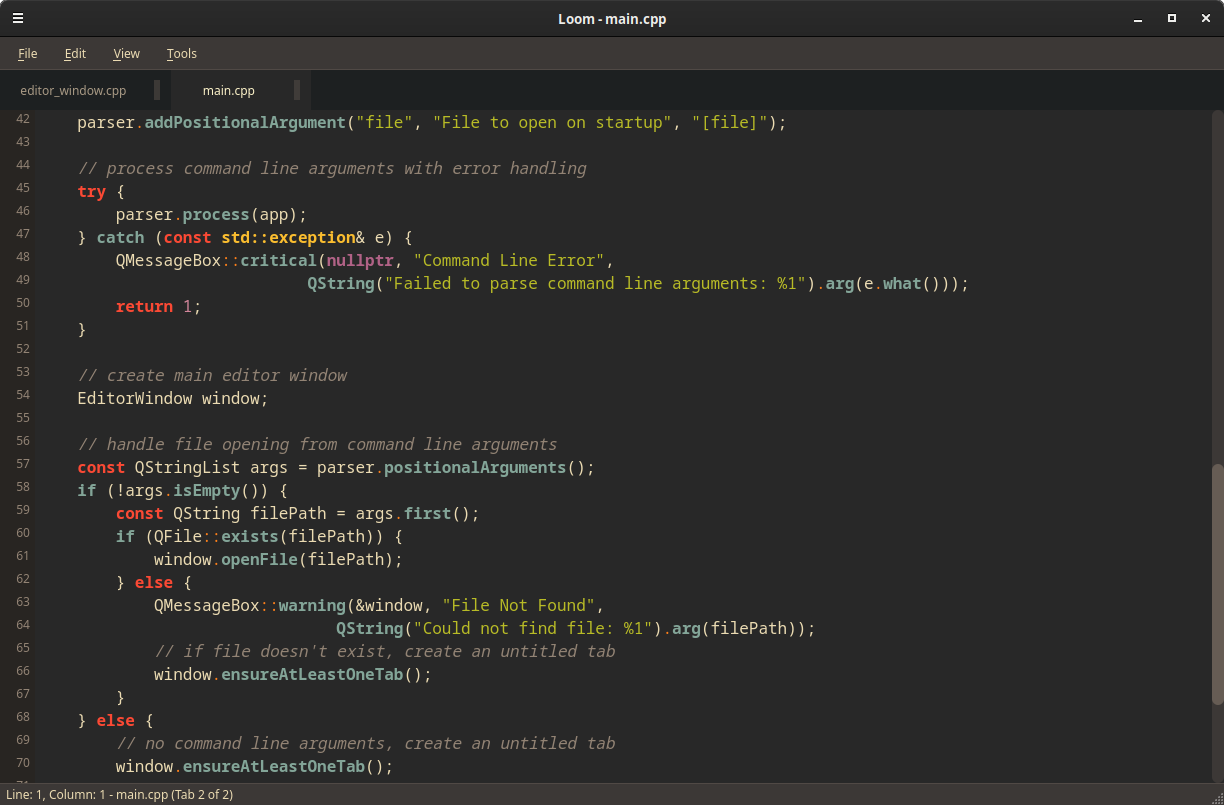 Loom - main.cpp
File Edit View Tools
editor_window.cpp main.cpp
42     parser.addPositionalArgument("file", "File to open on startup", "[file]");
43
44     // process command line arguments with error handling
45     try {
46         parser.process(app);
47     } catch (const std::exception& e) {
48         QMessageBox::critical(nullptr, "Command Line Error",
49                             QString("Failed to parse command line arguments: %1").arg(e.what()));
50         return 1;
51     }
52
53     // create main editor window
54     EditorWindow window;
55
56     // handle file opening from command line arguments
57     const QStringList args = parser.positionalArguments();
58     if (!args.isEmpty()) {
59         const QString filePath = args.first();
60         if (QFile::exists(filePath)) {
61             window.openFile(filePath);
62         } else {
63             QMessageBox::warning(&window, "File Not Found",
64                                QString("Could not find file: %1").arg(filePath));
65             // if file doesn't exist, create an untitled tab
66             window.ensureAtLeastOneTab();
67         }
68     } else {
69         // no command line arguments, create an untitled tab
70         window.ensureAtLeastOneTab();
Line: 1, Column: 1 - main.cpp (Tab 2 of 2)